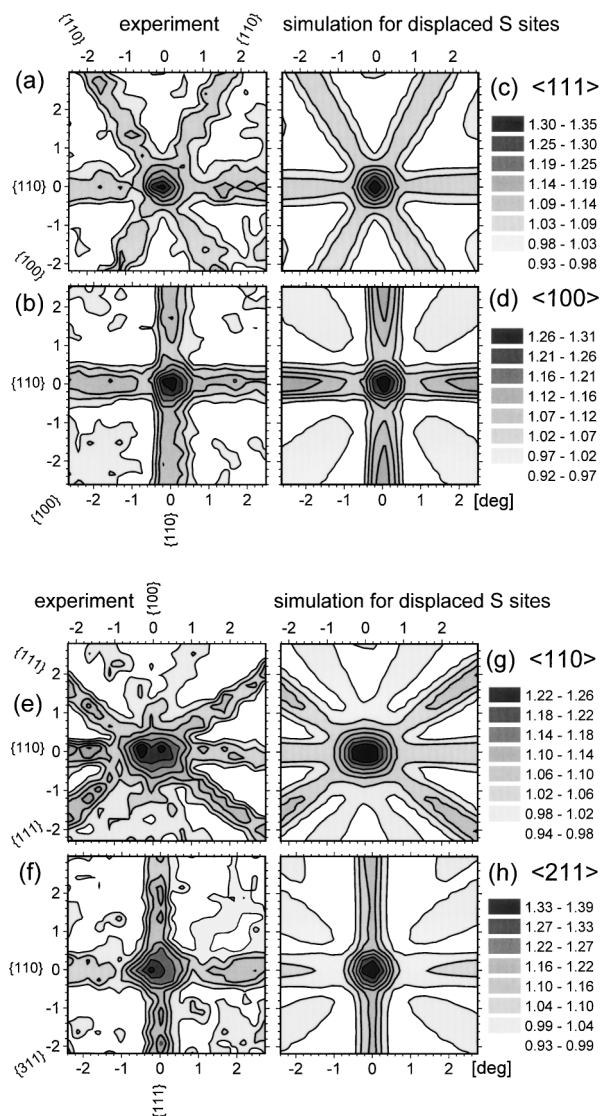 experiment simulation for displaced S sites
{110} {110}
-2 -1 0 1 2 -2 -1 0 1 2
(a) (c) <111>
2
1
{110} 0
-1
-2
{100}
1.30 - 1.35
1.25 - 1.30
1.19 - 1.25
1.14 - 1.19
1.09 - 1.14
1.03 - 1.09
0.98 - 1.03
0.93 - 0.98
(b) (d) <100>
2
1
{110} 0
-1
-2
1.26 - 1.31
1.21 - 1.26
1.16 - 1.21
1.12 - 1.16
1.07 - 1.12
1.02 - 1.07
0.97 - 1.02
0.92 - 0.97
{100} -2 -1 0 1 2 -2 -1 0 1 2 [deg]
{110}
experiment {100} simulation for displaced S sites
-2 -1 0 1 2 -2 -1 0 1 2
{111}
(e) (g) <110>
2
1
{110} 0
-1
-2
{111}
1.22 - 1.26
1.18 - 1.22
1.14 - 1.18
1.10 - 1.14
1.06 - 1.10
1.02 - 1.06
0.98 - 1.02
0.94 - 0.98
(f) (h) <211>
2
1
{110} 0
-1
-2
1.33 - 1.39
1.27 - 1.33
1.22 - 1.27
1.16 - 1.22
1.10 - 1.16
1.04 - 1.10
0.99 - 1.04
0.93 - 0.99
{311} -2 -1 0 1 2 -2 -1 0 1 2 [deg]
{111}